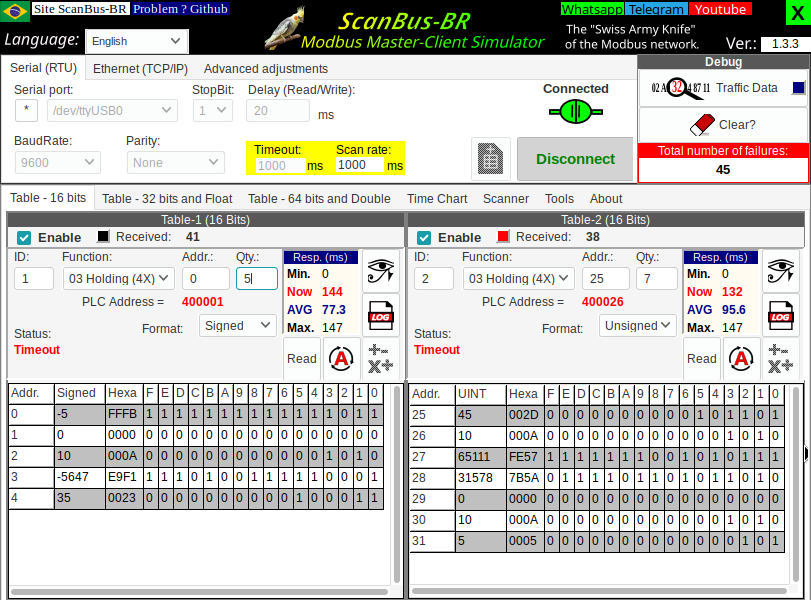 Site ScanBus-BR Problem ? Github
ScanBus-BR
Whatsapp Telegram Youtube
X
Language: English
Modbus Master-Client Simulator
The "Swiss Army Knife"
of the Modbus network.
Ver.: 1.3.3
Serial (RTU) Ethernet (TCP/IP) Advanced adjustments
Debug
Serial port: StopBit: Delay (Read/Write):
Connected
* /dev/ttyUSB0 1 20 ms
Traffic Data
BaudRate: Parity:
Timeout: Scan rate:
9600 None 1000 ms 1000 ms
Disconnect
Clear?
Total number of failures:
45
Table - 16 bits Table - 32 bits and Float Table - 64 bits and Double Time Chart Scanner Tools About
Table-1 (16 Bits)
Enable Received: 41
ID: Function: Addr.: Qty.:
1 03 Holding (4X) 0 5
PLC Address = 400001
Format: Signed
Status:
Timeout
Resp. (ms)
Min. 0
Now 144
AVG 77.3
Max. 147
LOG
Read A
Addr. Signed Hexa F E D C B A 9 8 7 6 5 4 3 2 1 0
0 -5 FFFB 1 1 1 1 1 1 1 1 1 1 1 1 1 0 1 1
1 0 0000 0 0 0 0 0 0 0 0 0 0 0 0 0 0 0 0
2 10 000A 0 0 0 0 0 0 0 0 0 0 0 0 1 0 1 0
3 -5647 E9F1 1 1 1 0 1 0 0 1 1 1 1 1 0 0 0 1
4 35 0023 0 0 0 0 0 0 0 0 0 0 1 0 0 0 1 1
Table-2 (16 Bits)
Enable Received: 38
ID: Function: Addr.: Qty.:
2 03 Holding (4X) 25 7
PLC Address = 400026
Format: Unsigned
Status:
Timeout
Resp. (ms)
Min. 0
Now 132
AVG 95.6
Max. 147
LOG
Read A
Addr. UINT Hexa F E D C B A 9 8 7 6 5 4 3 2 1 0
25 45 002D 0 0 0 0 0 0 0 0 0 0 1 0 1 1 0 1
26 10 000A 0 0 0 0 0 0 0 0 0 0 0 0 1 0 1 0
27 65111 FE57 1 1 1 1 1 1 1 0 0 1 0 1 0 1 1 1
28 31578 7B5A 0 1 1 1 1 0 1 1 0 1 0 1 1 0 1 0
29 0 0000 0 0 0 0 0 0 0 0 0 0 0 0 0 0 0 0
30 10 000A 0 0 0 0 0 0 0 0 0 0 0 0 1 0 1 0
31 5 0005 0 0 0 0 0 0 0 0 0 0 0 0 0 1 0 1